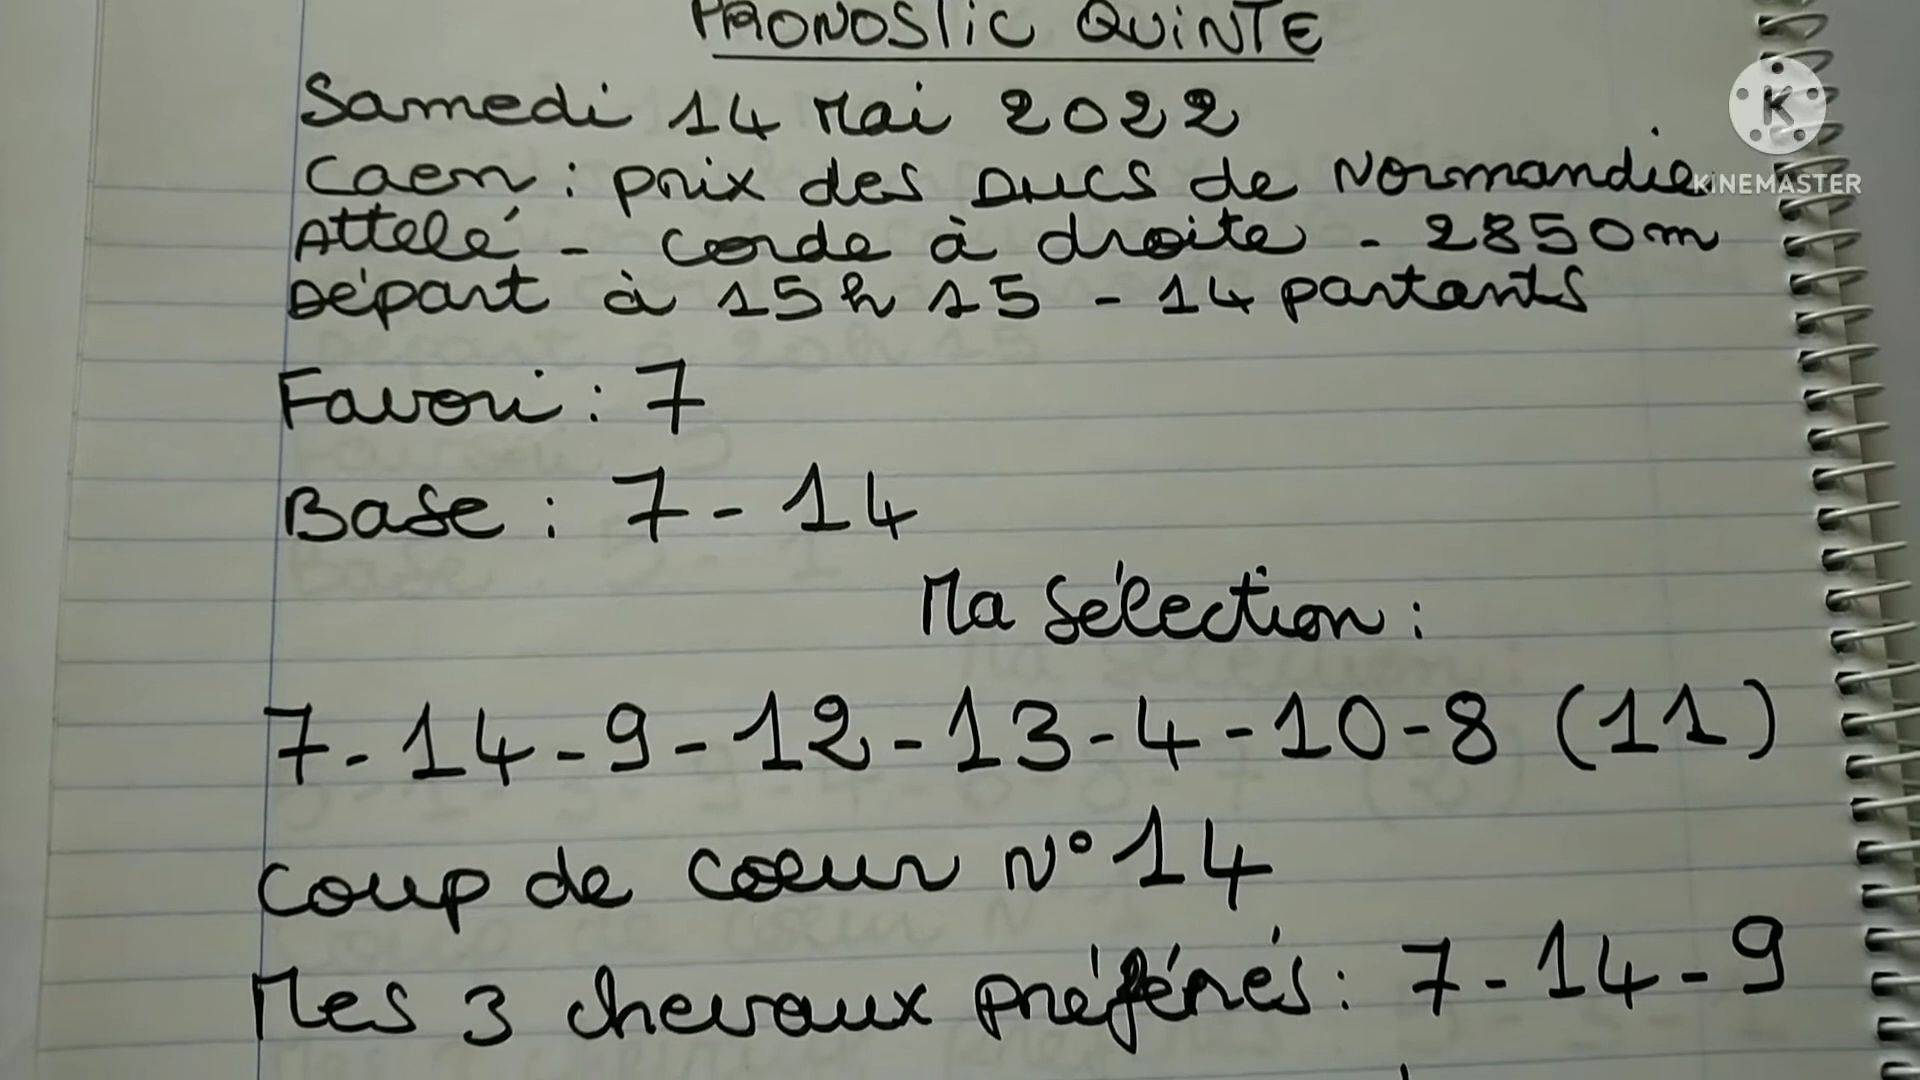 PRONOSTIC QUINTE
Samedi 14 Mai 2022
Caen : prix des Ducs de Normandie
Attelé - corde à droite - 2850m
Départ à 15h15 - 14 partants
Favori : 7
Base : 7 - 14
Ma Sélection :
7 - 14 - 9 - 12 - 13 - 4 - 10 - 8 (11)
Coup de coeur N° 14
Mes 3 chevaux préférés : 7 - 14 - 9
K
KINEMASTER